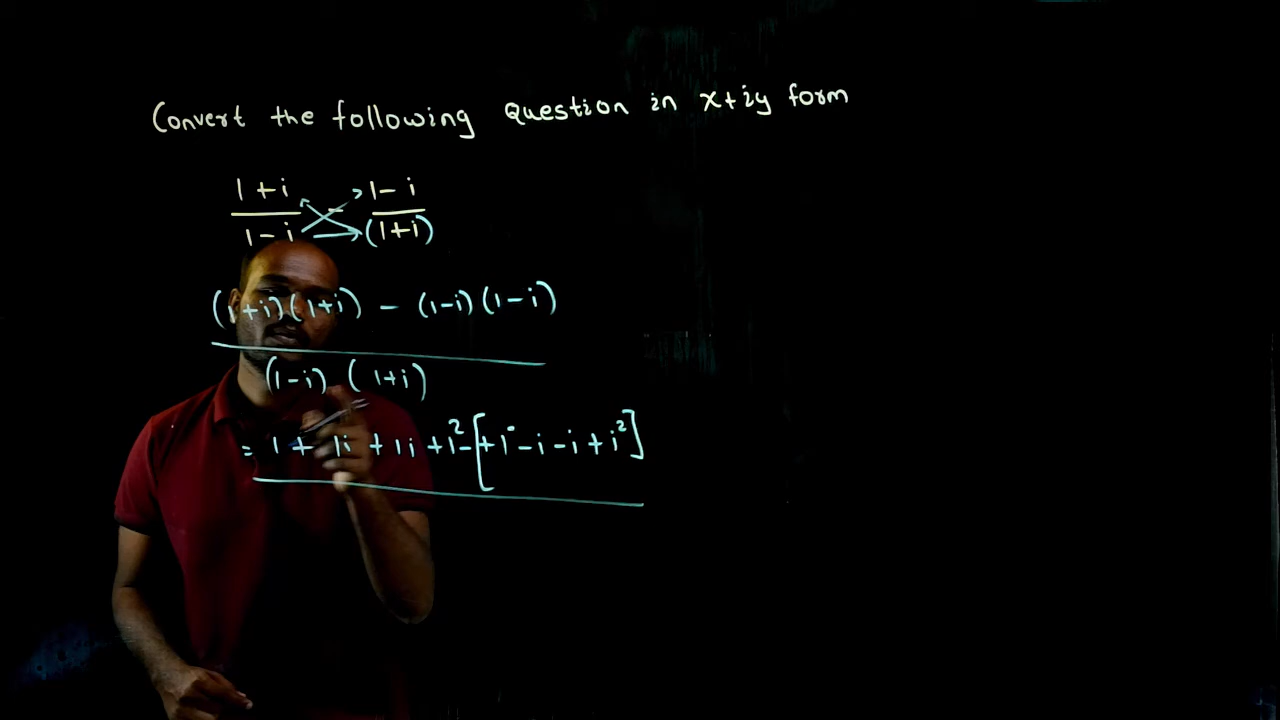 Convert the following question in x+iy form
1+i - 1-i
1-i (1+i)
(1+i)(1+i) - (1-i)(1-i)
(1-i) (1+i)
= 1 + 1i + 1i + i² - [+1 - i - i + i²]